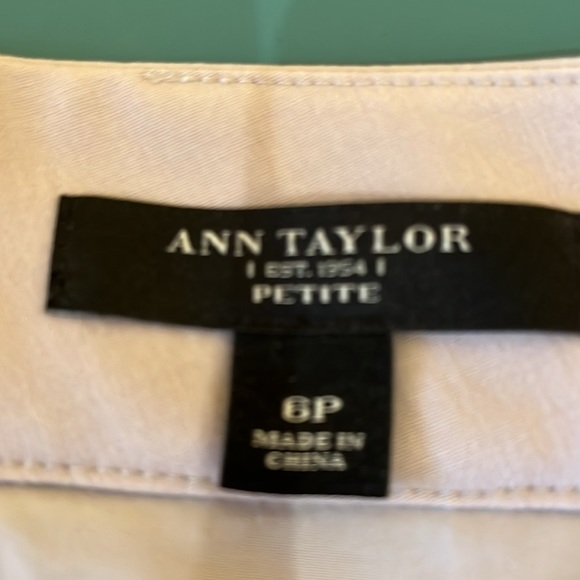 ANN TAYLOR
| EST. 1954 |
PETITE
6P
MADE IN
CHINA